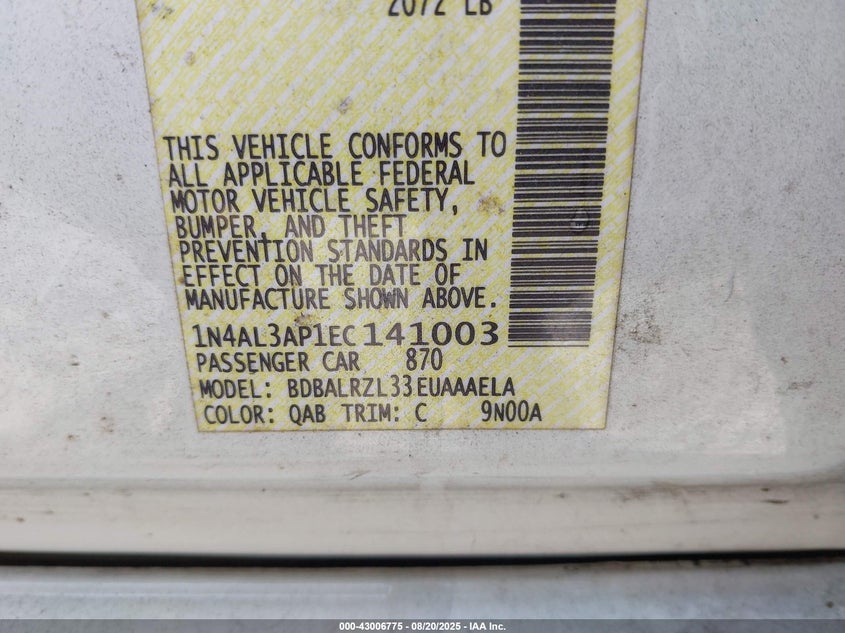 2072 LB
THIS VEHICLE CONFORMS TO
ALL APPLICABLE FEDERAL
MOTOR VEHICLE SAFETY,
BUMPER, AND THEFT
PREVENTION STANDARDS IN
EFFECT ON THE DATE OF
MANUFACTURE SHOWN ABOVE.
1N4AL3AP1EC141003
PASSENGER CAR 870
MODEL: BDBALRZL33EUAAAELA
COLOR: QAB TRIM: C 9N00A
000-43006775 - 08/20/2025 - IAA Inc.